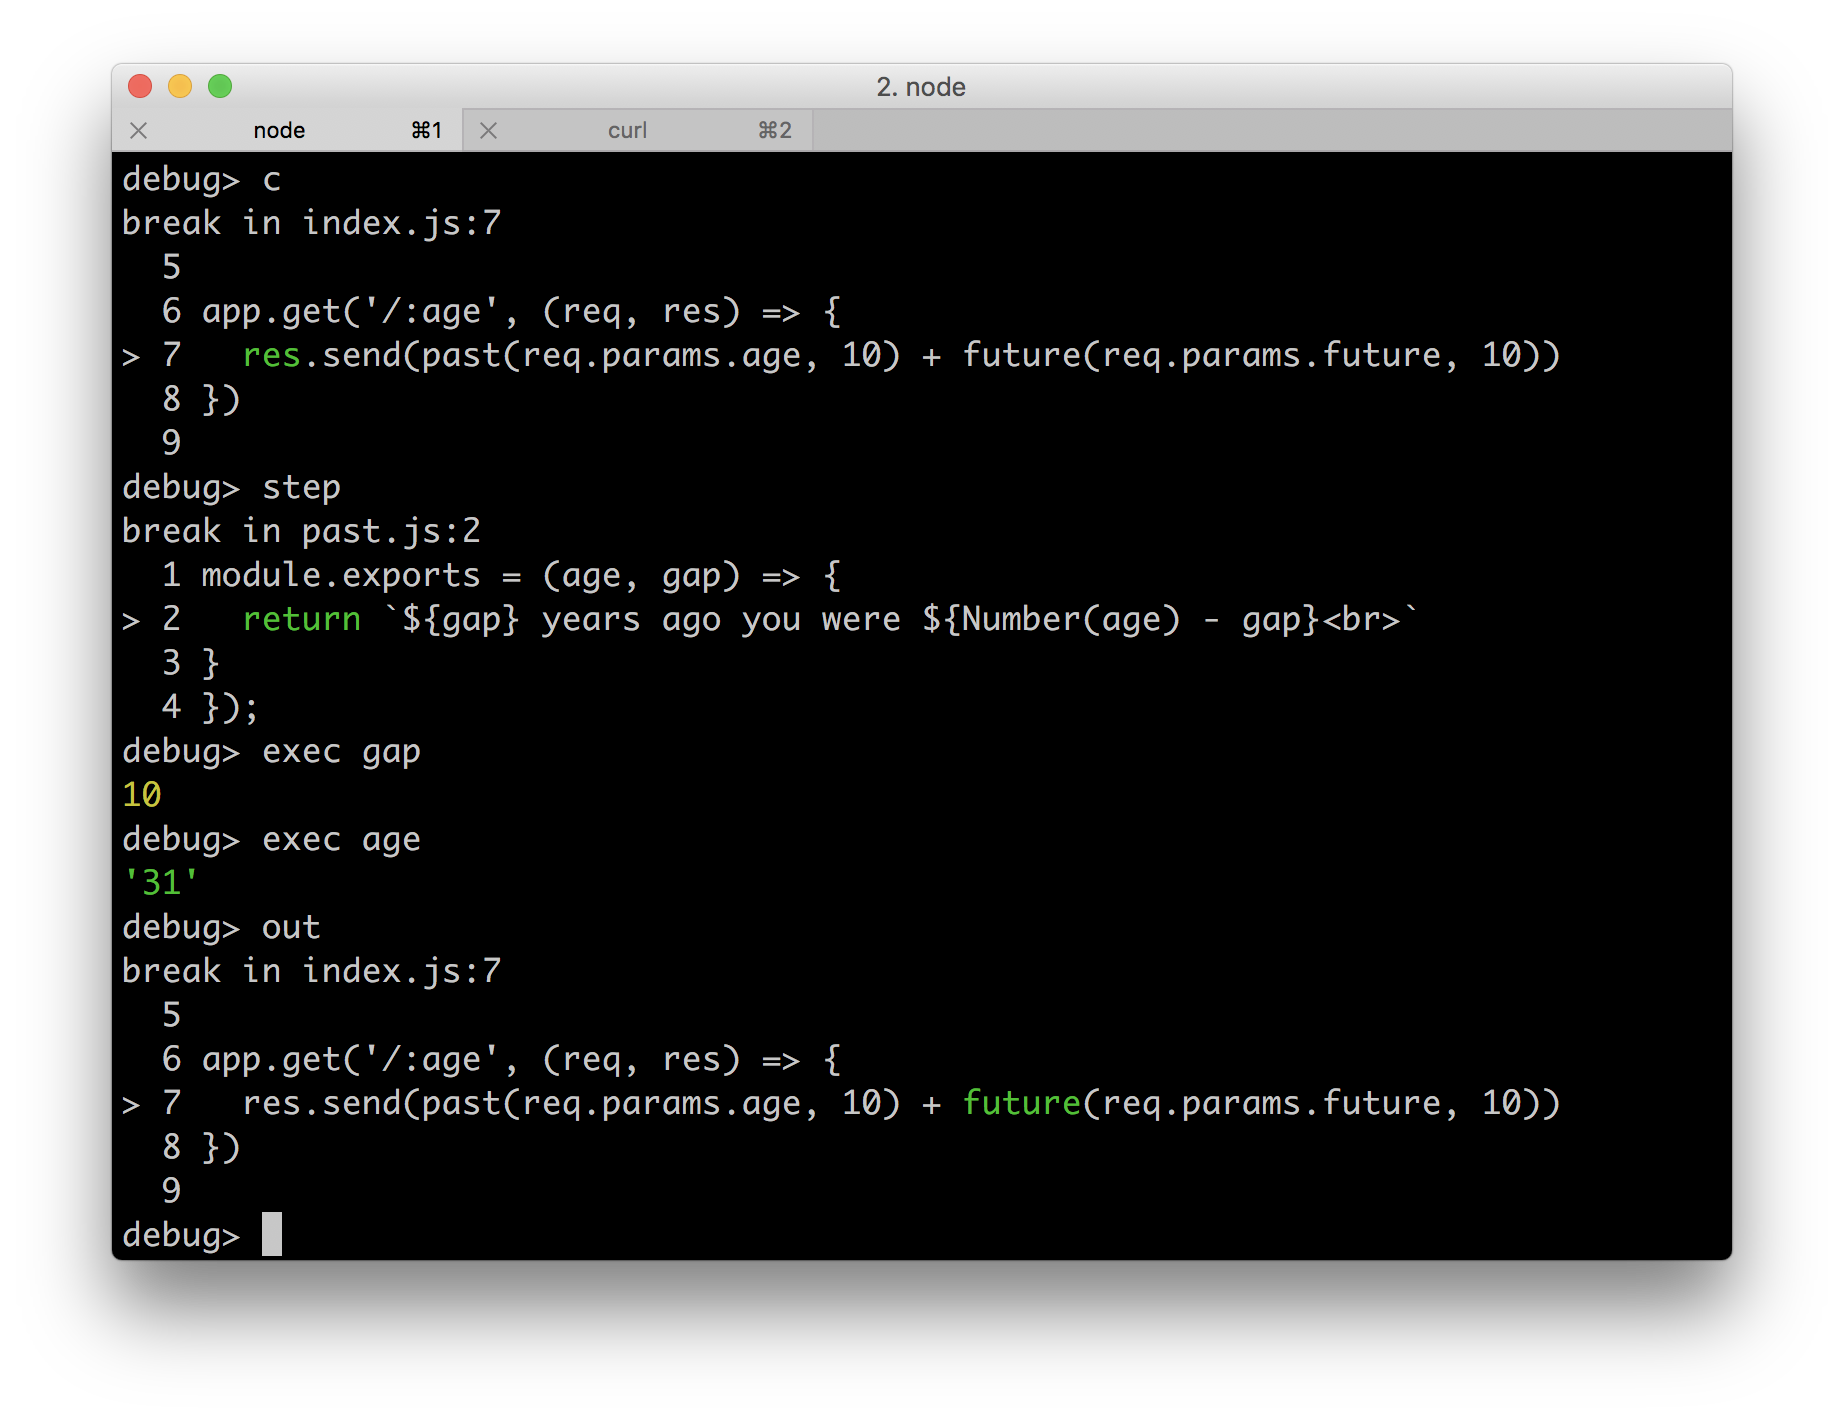 2. node
node ⌘1 curl ⌘2
debug> c
break in index.js:7
  5
  6 app.get('/:age', (req, res) => {
> 7   res.send(past(req.params.age, 10) + future(req.params.future, 10))
  8 })
  9
debug> step
break in past.js:2
  1 module.exports = (age, gap) => {
> 2   return `${gap} years ago you were ${Number(age) - gap}<br>`
  3 }
  4 });
debug> exec gap
10
debug> exec age
'31'
debug> out
break in index.js:7
  5
  6 app.get('/:age', (req, res) => {
> 7   res.send(past(req.params.age, 10) + future(req.params.future, 10))
  8 })
  9
debug>